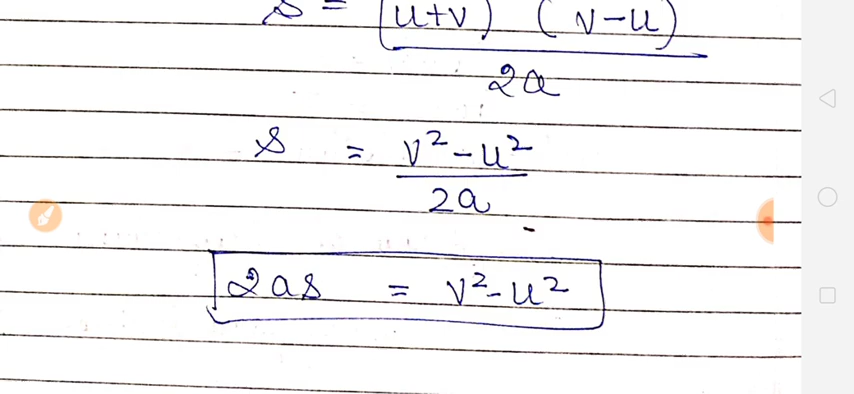 s = (u+v) (v-u)
2a
s = v²-u²
2a
2as = v²-u²